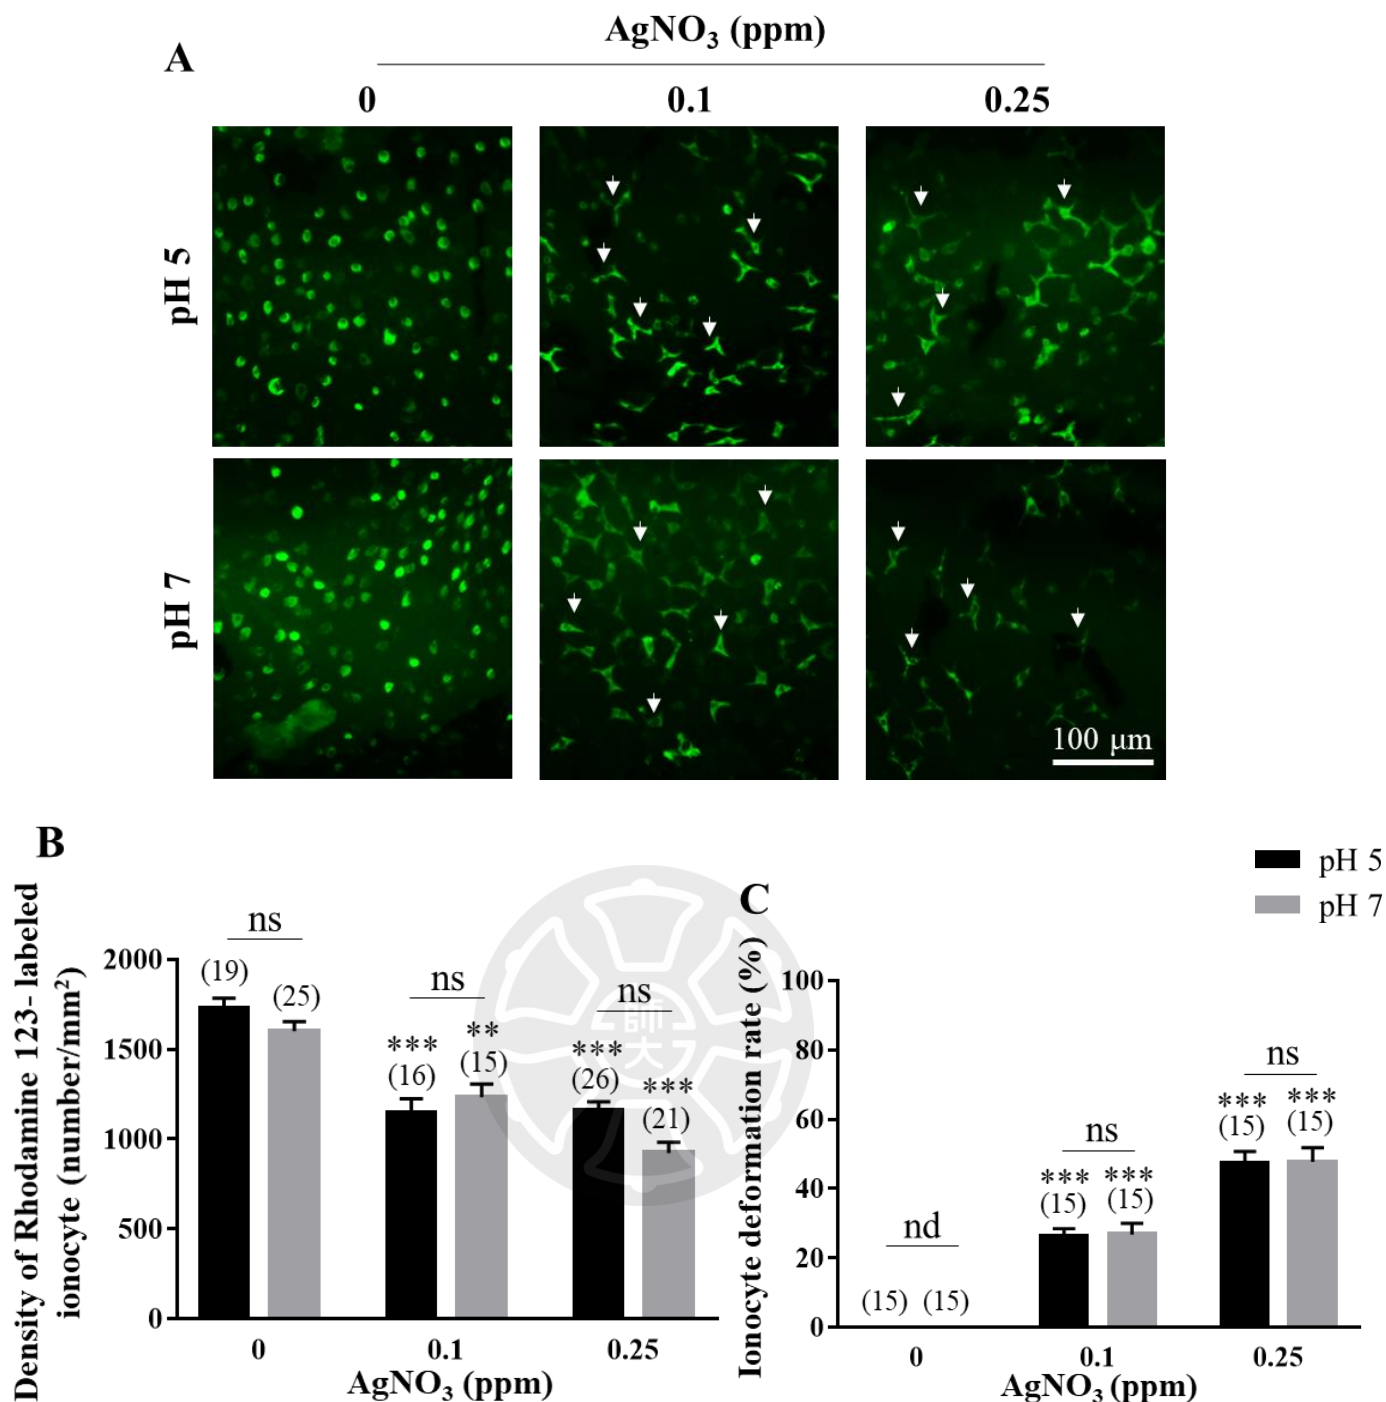 A
AgNO₃ (ppm)
0 0.1 0.25
pH 5
pH 7
100 μm
B
Density of Rhodamine 123- labeled
ionocyte (number/mm²)
2000
1500
1000
500
0
ns
(19)
(25)
ns
***
(16)
**
(15)
ns
***
(26)
***
(21)
0 0.1 0.25
AgNO₃ (ppm)
師
大
C
pH 5
pH 7
Ionocyte deformation rate (%)
100
80
60
40
20
0
nd
(15) (15)
ns
***
(15)
***
(15)
ns
***
(15)
***
(15)
0 0.1 0.25
AgNO₃ (ppm)